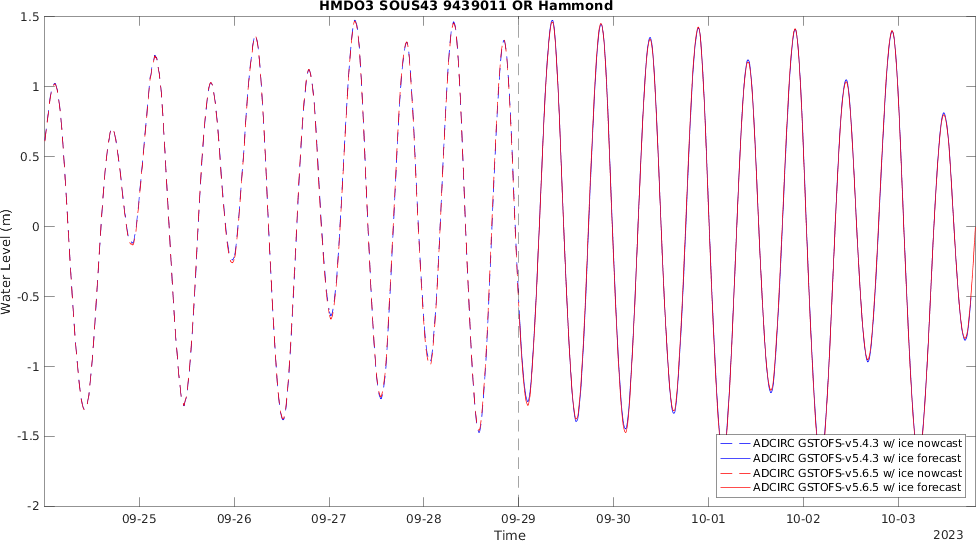 HMDO3 SOUS43 9439011 OR Hammond
1.5
1
0.5
0
-0.5
-1
-1.5
-2
Water Level (m)
ADCIRC GSTOFS-v5.4.3 w/ ice nowcast
ADCIRC GSTOFS-v5.4.3 w/ ice forecast
ADCIRC GSTOFS-v5.6.5 w/ ice nowcast
ADCIRC GSTOFS-v5.6.5 w/ ice forecast
09-25 09-26 09-27 09-28 09-29 09-30 10-01 10-02 10-03
Time
2023